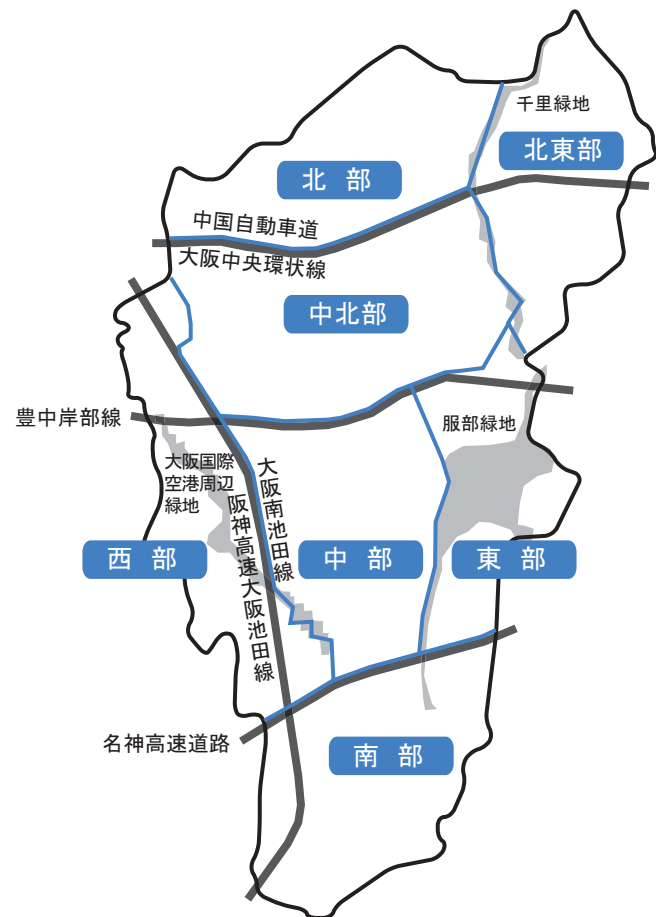 千里緑地
北東部
北部
中国自動車道
大阪中央環状線
中北部
豊中岸部線
服部緑地
大阪国際
空港周辺
緑地
大阪南池田線
阪神高速大阪池田線
西部
中部
東部
名神高速道路
南部